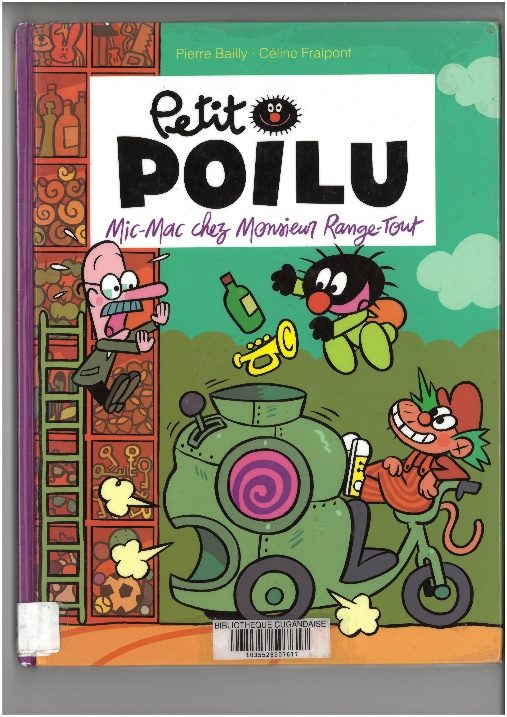 Pierre Bailly · Céline Fraipont
Petit
POILU
Mic-Mac chez Monsieur Range-Tout
BIBLIOTHEQUE CUGANDAISE